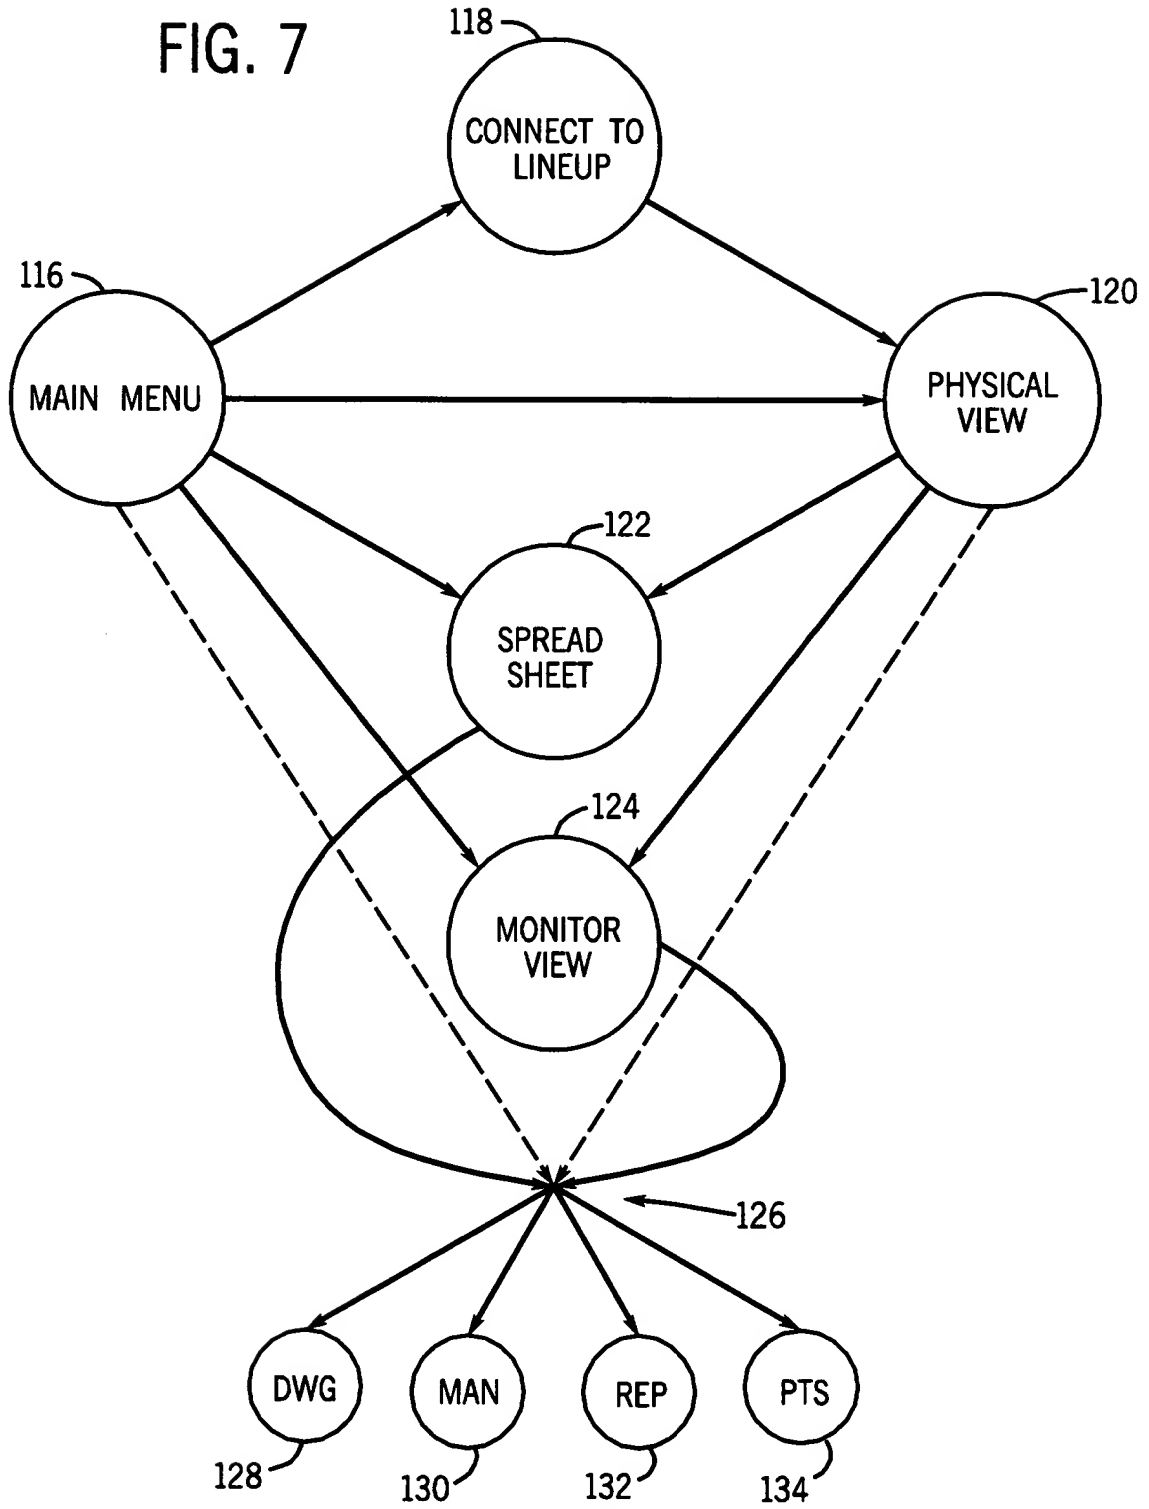 FIG. 7
118
CONNECT TO
LINEUP
116
MAIN MENU
120
PHYSICAL
VIEW
122
SPREAD
SHEET
124
MONITOR
VIEW
126
DWG
MAN
REP
PTS
128
130
132
134